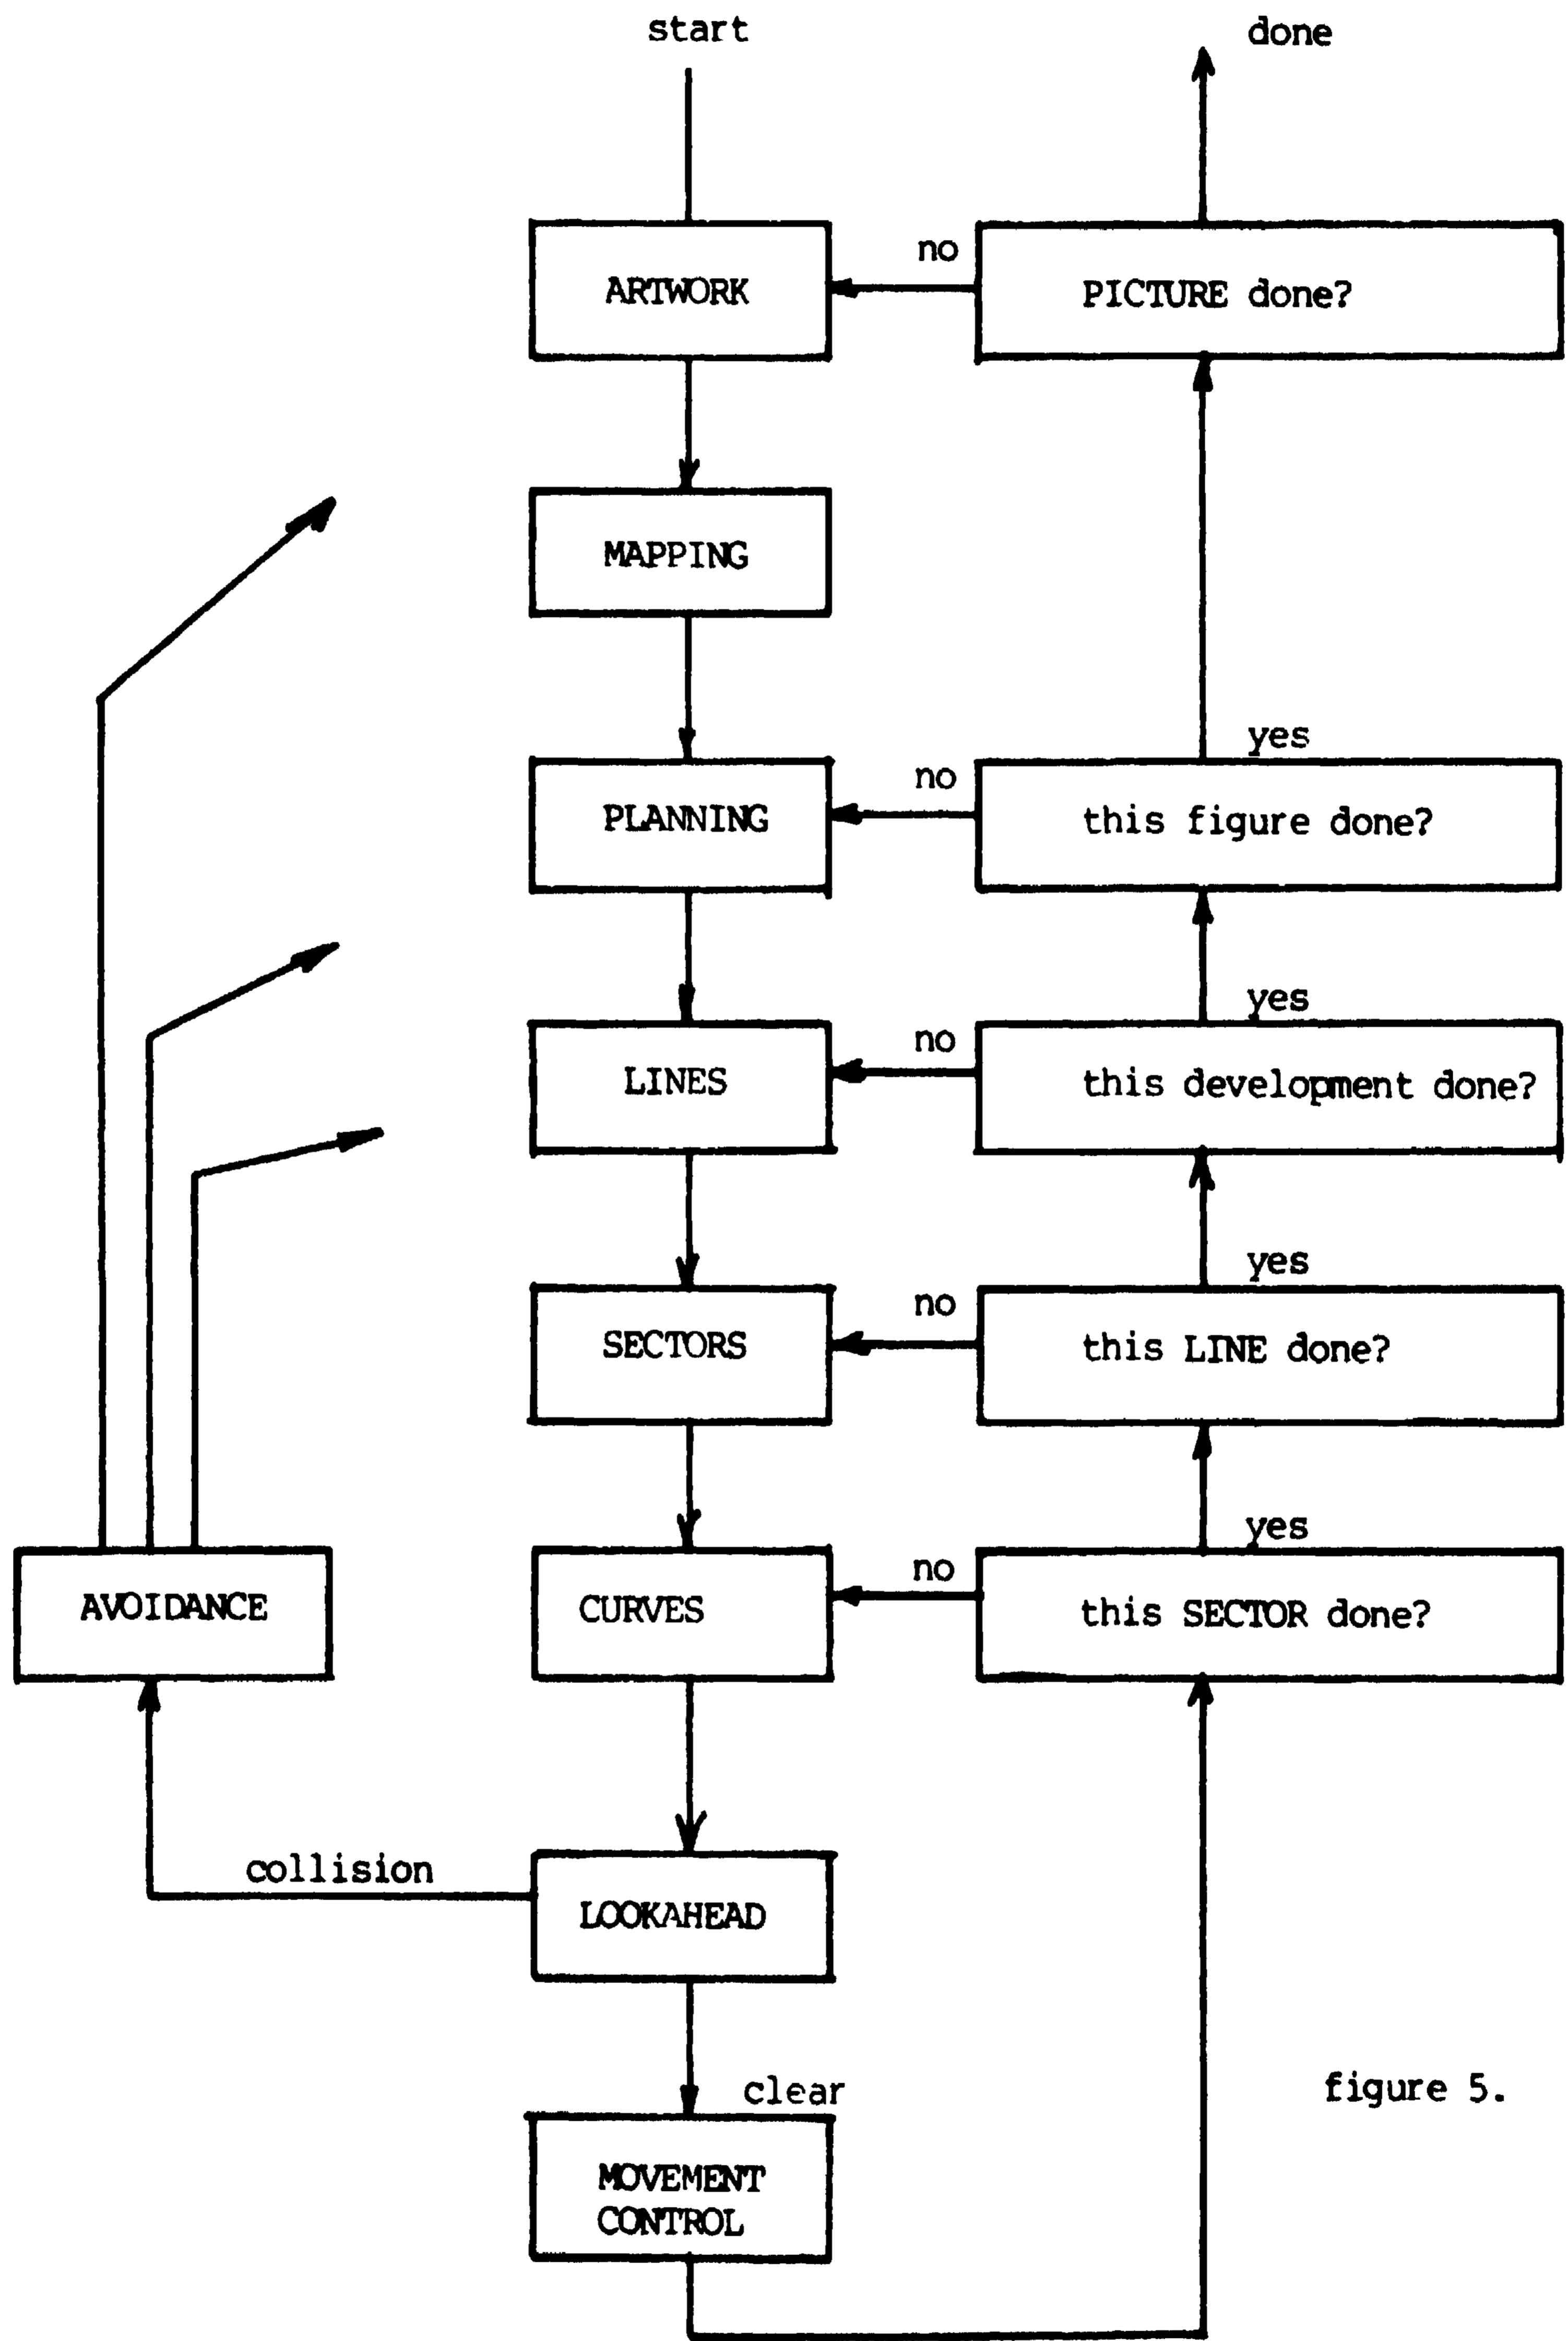 start
done
ARTWORK
no
PICTURE done?
MAPPING
yes
PLANNING
no
this figure done?
yes
LINES
no
this development done?
yes
SECTORS
no
this LINE done?
yes
AVOIDANCE
CURVES
no
this SECTOR done?
collision
LOOKAHEAD
clear
MOVEMENT
CONTROL
figure 5.